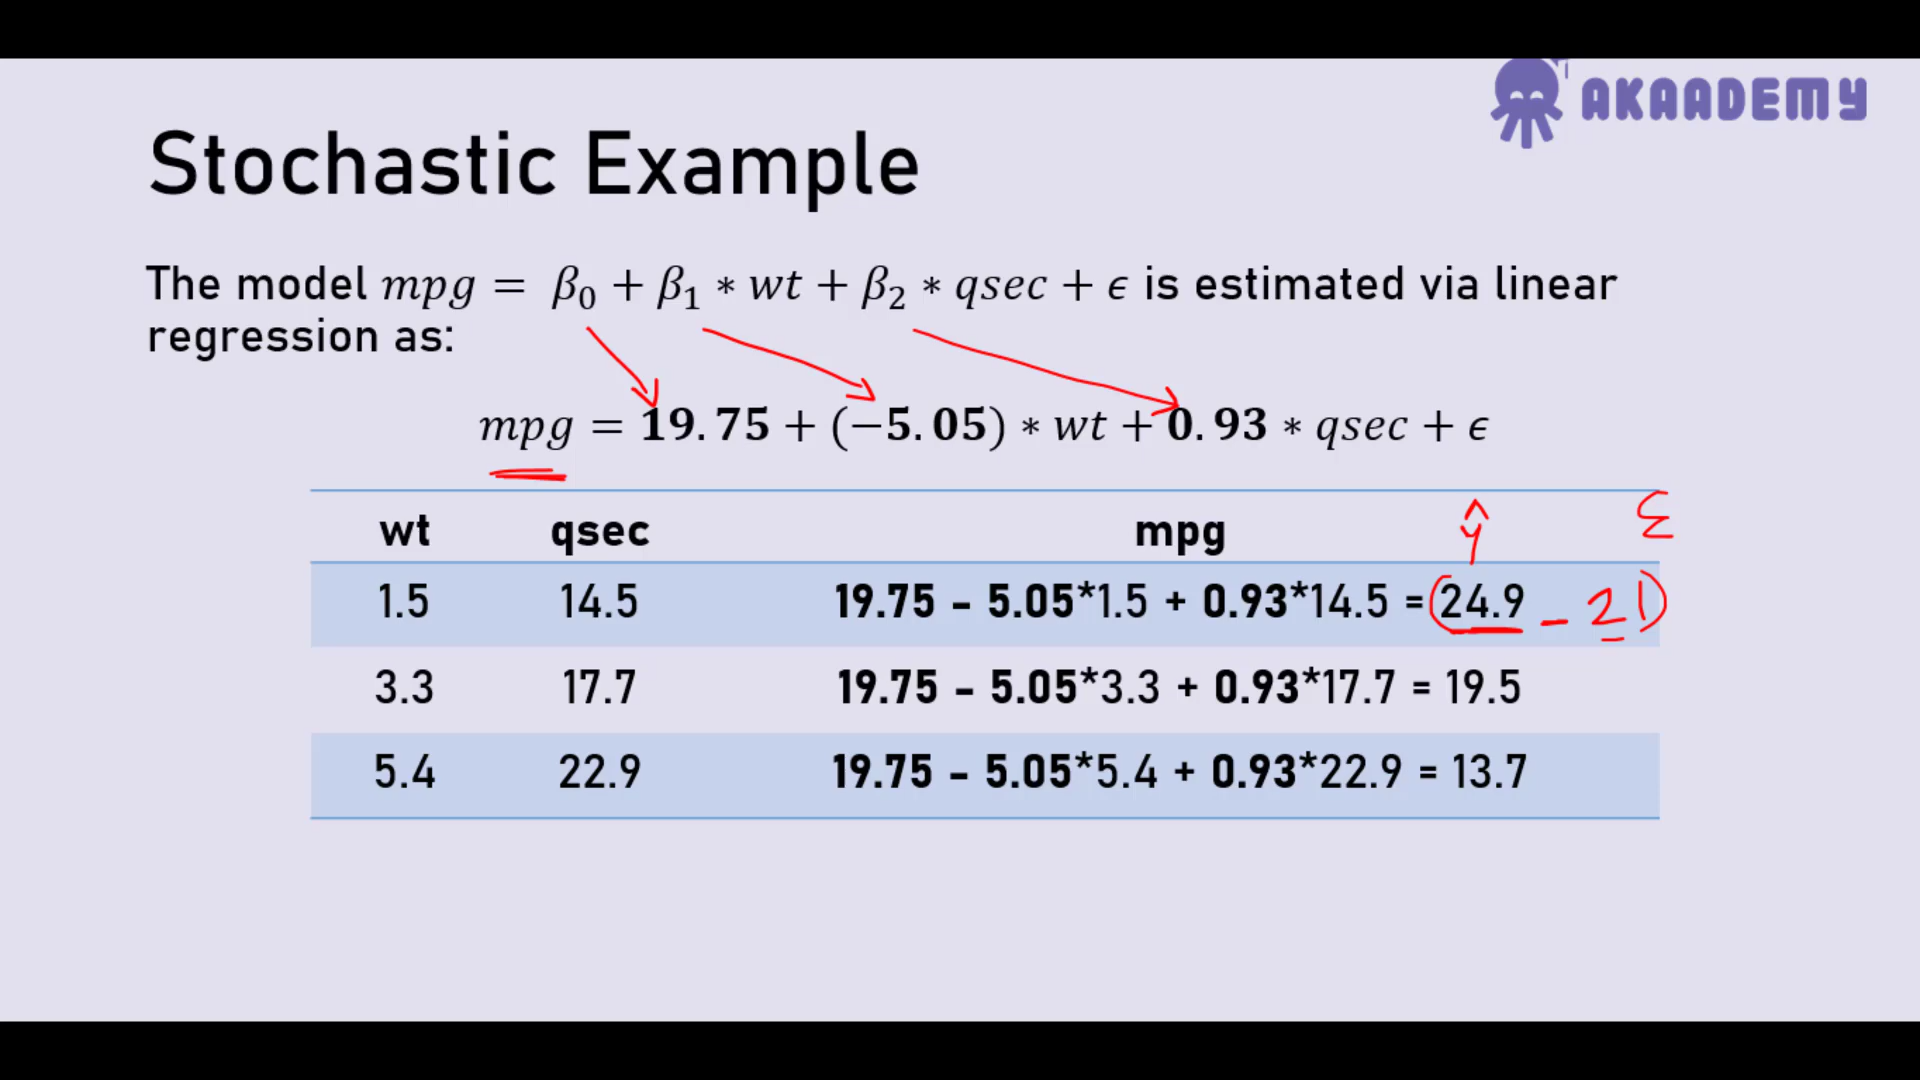 AKAADEMY
Stochastic Example
The model mpg = β₀ + β₁ * wt + β₂ * qsec + ϵ is estimated via linear
regression as:
mpg = 19.75 + (−5.05) * wt + 0.93 * qsec + ϵ
wt qsec mpg ŷ Σ
1.5 14.5 19.75 - 5.05*1.5 + 0.93*14.5 = (24.9 - 21)
3.3 17.7 19.75 - 5.05*3.3 + 0.93*17.7 = 19.5
5.4 22.9 19.75 - 5.05*5.4 + 0.93*22.9 = 13.7